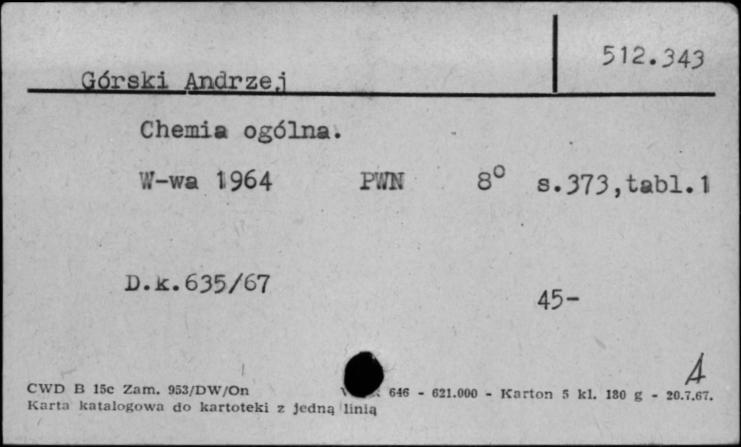 512.343
Górski Andrzej
Chemia ogólna.
W-wa 1964 PWN 8° s.373,tabl.1
D.k.635/67
45-
A
CWD B 15c Zam. 953/DW/On 646 - 621.000 - Karton 5 kl. 180 g - 20.7.67.
Karta katalogowa do kartoteki z jedną linią